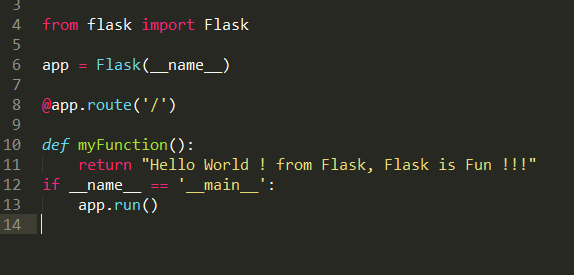 3
4 from flask import Flask
5
6 app = Flask(__name__)
7
8 @app.route('/')
9
10 def myFunction():
11     return "Hello World ! from Flask, Flask is Fun !!!"
12 if __name__ == '__main__':
13     app.run()
14